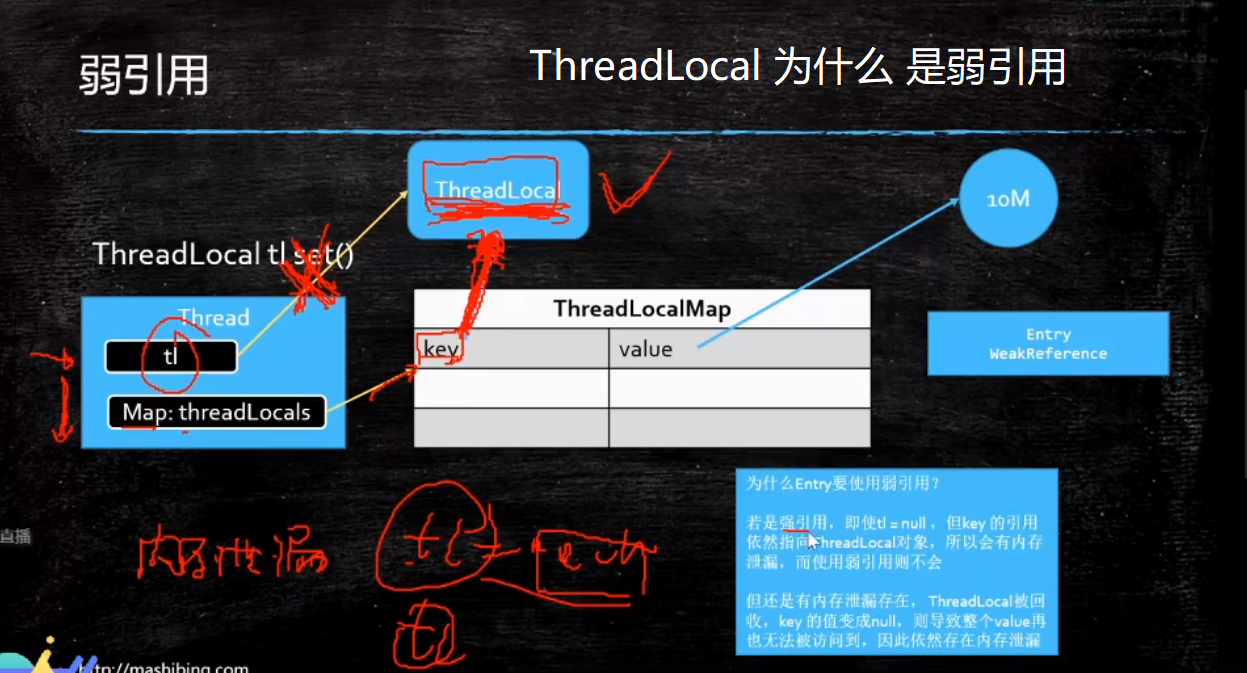 弱引用
ThreadLocal 为什么 是弱引用
ThreadLocal
10M
ThreadLocal tl set()
Thread
tl
Map: threadLocals
ThreadLocalMap
key value
Entry
WeakReference
为什么Entry要使用弱引用？
若是强引用，即使tl = null ，但key 的引用
依然指向ThreadLocal对象，所以会有内存
泄漏，而使用弱引用则不会
但还是有内存泄漏存在， ThreadLocal被回
收，key 的值变成null，则导致整个value再
也无法被访问到，因此依然存在内存泄漏
内存泄漏
tl =
tl
直播
http://mashibing.com